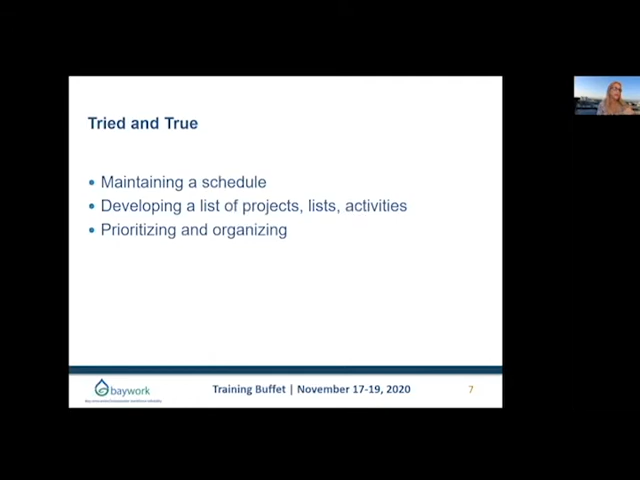 Tried and True
• Maintaining a schedule
• Developing a list of projects, lists, activities
• Prioritizing and organizing
baywork
Training Buffet | November 17-19, 2020
7